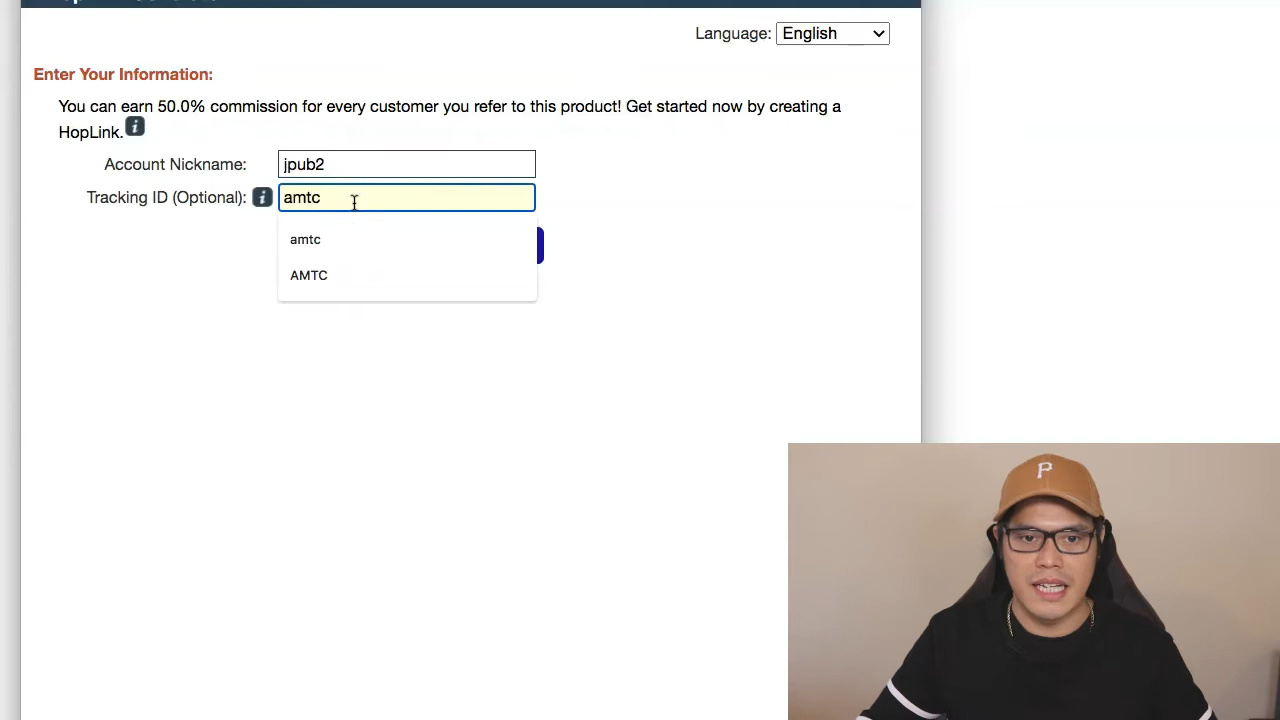 Language: English
Enter Your Information:
You can earn 50.0% commission for every customer you refer to this product! Get started now by creating a
HopLink. i
Account Nickname: jpub2
Tracking ID (Optional): i amtc
amtc
AMTC
P